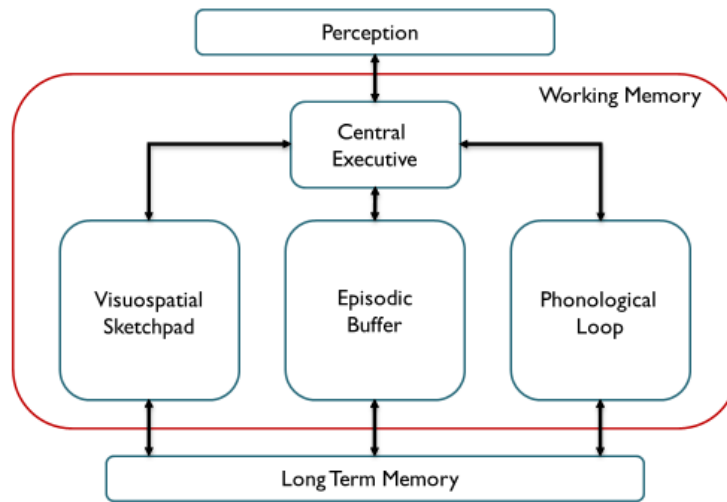 Perception
Working Memory
Central
Executive
Visuospatial
Sketchpad
Episodic
Buffer
Phonological
Loop
Long Term Memory